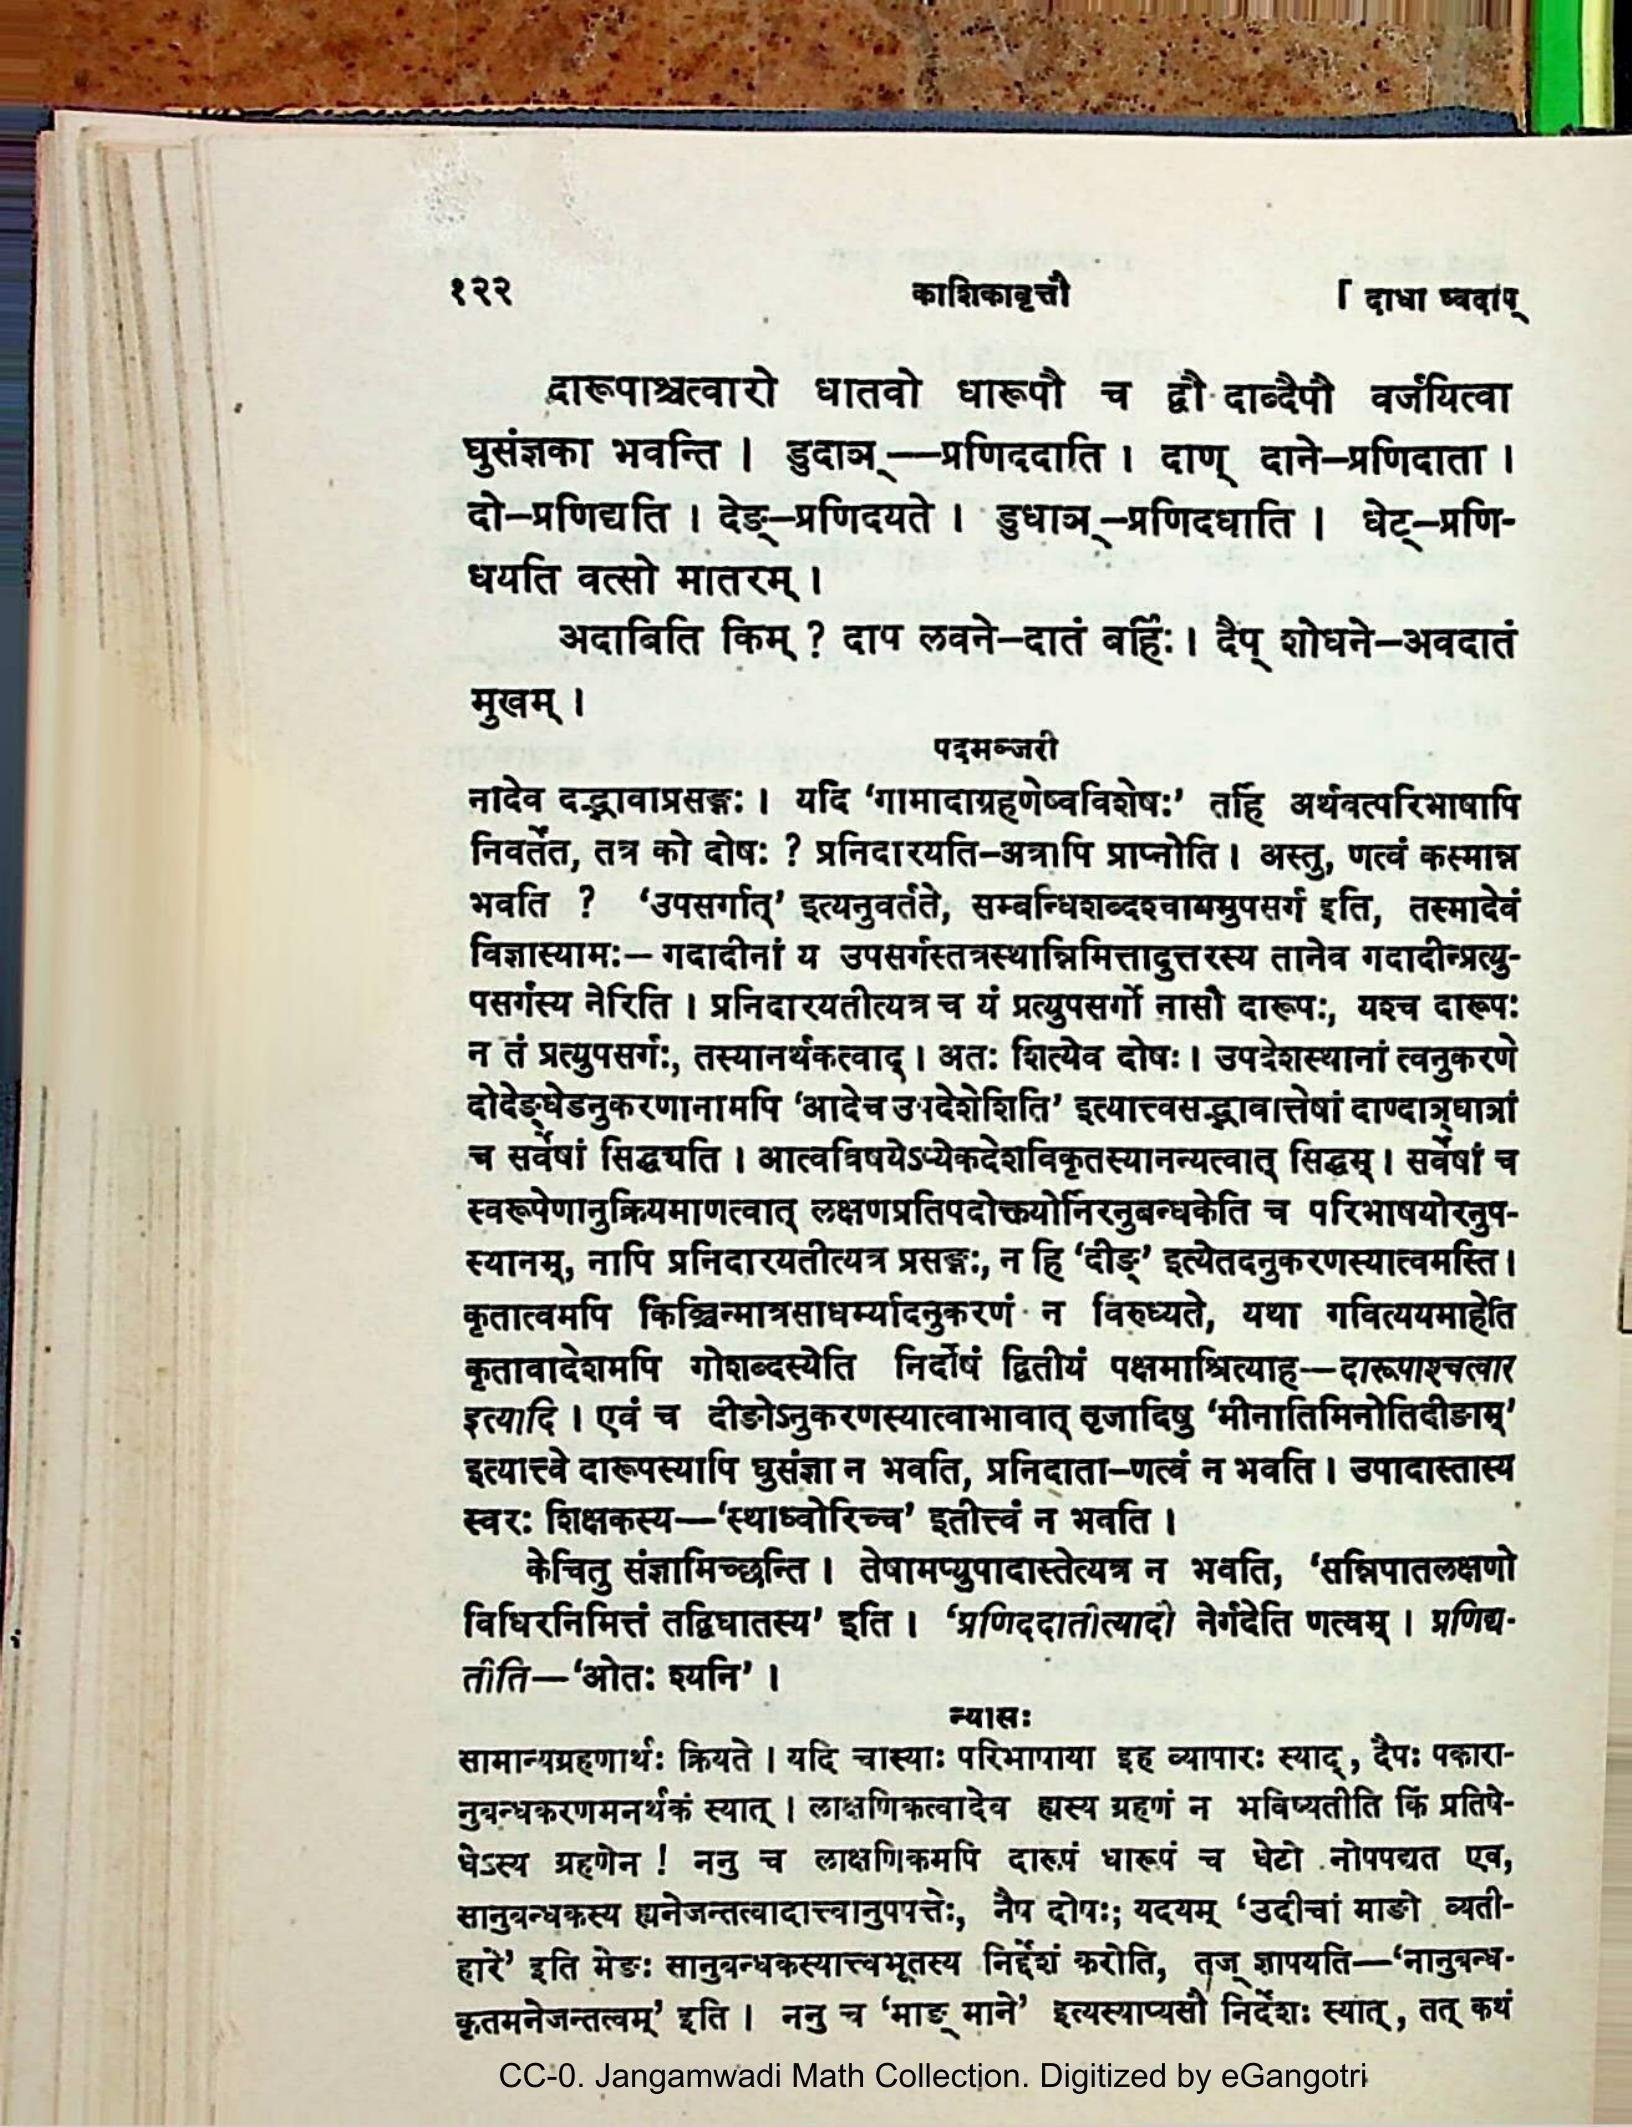 १२२ काशिकावृत्तौ [ दाधा घ्वदाप्
दारूपाश्चत्वारो धातवो धारूपौ च द्वौ दाब्दैपौ वर्जयित्वा
घुसंज्ञका भवन्ति । डुदाञ्—प्रणिददाति । दाण् दाने–प्रणिदाता ।
दो–प्रणिद्यति । देङ्–प्रणिदयते । डुधाञ्–प्रणिदधाति । धेट्–प्रणि-
धयति वत्सो मातरम् ।
अदाबिति किम् ? दाप लवने–दातं बर्हिः । दैप् शोधने–अवदातं
मुखम् ।
पदमञ्जरी
नादेव दद्भावाप्रसङ्गः । यदि ‘गामादाग्रहणेष्वविशेषः’ तर्हि अर्थवत्परिभाषापि
निवर्तेत, तत्र को दोषः ? प्रनिदारयति–अत्रापि प्राप्नोति । अस्तु, णत्वं कस्मान्न
भवति ? ‘उपसर्गात्’ इत्यनुवर्तते, सम्बन्धिशब्दश्चायमुपसर्ग इति, तस्मादेवं
विज्ञास्यामः– गदादीनां य उपसर्गस्तत्रस्थान्निमित्तादुत्तरस्य तानेव गदादीन्प्रत्यु-
पसर्गस्य नेरिति । प्रनिदारयतीत्यत्र च यं प्रत्युपसर्गो नासौ दारूपः, यश्च दारूपः
न तं प्रत्युपसर्गः, तस्यानर्थकत्वाद् । अतः शित्येव दोषः । उपदेशस्थानां त्वनुकरणे
दोदेङ्धेडनुकरणानामपि ‘आदेच उपदेशेशिति’ इत्यात्त्वसद्भावात्तेषां दाण्दाञ्धाञां
च सर्वेषां सिद्ध्यति । आत्वविषयेऽप्येकदेशविकृतस्यानन्यत्वात् सिद्धम् । सर्वेषां च
स्वरूपेणानुक्रियमाणत्वात् लक्षणप्रतिपदोक्तयोर्निरनुबन्धकेति च परिभाषयोरनुप-
स्थानम्, नापि प्रनिदारयतीत्यत्र प्रसङ्गः, न हि ‘दीङ्’ इत्येतदनुकरणस्यात्वमस्ति ।
कृतात्वमपि किञ्चिन्मात्रसाधर्म्यादनुकरणं न विरुध्यते, यथा गवित्ययमाहेति
कृतावादेशमपि गोशब्दस्येति निर्दोषं द्वितीयं पक्षमाश्रित्याह—दारूपाश्चत्वार
इत्यादि । एवं च दीङोऽनुकरणस्यात्वाभावात् तृजादिषु ‘मीनातिमिनोतिदीङाम्’
इत्यात्त्वे दारूपस्यापि घुसंज्ञा न भवति, प्रनिदाता–णत्वं न भवति । उपादास्तास्य
स्वरः शिक्षकस्य—‘स्थाघ्वोरिच्च’ इतीत्त्वं न भवति ।
केचितु संज्ञामिच्छन्ति । तेषामप्युपादास्तेत्यत्र न भवति, ‘सन्निपातलक्षणो
विधिरनिमित्तं तद्विघातस्य’ इति । ‘प्रणिददातीत्यादौ नेर्गदेति णत्वम् । प्रणिद्य-
तीति—‘ओतः श्यनि’ ।
न्यासः
सामान्यग्रहणार्थः क्रियते । यदि चास्याः परिभाषाया इह व्यापारः स्याद्, दैपः पकारा-
नुबन्धकरणमनर्थकं स्यात् । लाक्षणिकत्वादेव ह्यस्य ग्रहणं न भविष्यतीति किं प्रतिषे-
धेऽस्य ग्रहणेन ! ननु च लाक्षणिकमपि दारूपं धारूपं च धेटो नोपपद्यत एव,
सानुबन्धकस्य ह्यनेजन्तत्वादात्त्वानुपपत्तेः, नैष दोषः; यदयम् ‘उदीचां माङो व्यती-
हारे’ इति मेङः सानुबन्धकस्यात्त्वभूतस्य निर्द्देशं करोति, तज् ज्ञापयति—‘नानुबन्ध-
कृतमनेजन्तत्वम्’ इति । ननु च ‘माङ् माने’ इत्यस्याप्यसौ निर्देशः स्यात्, तत् कथं
CC-0. Jangamwadi Math Collection. Digitized by eGangotri